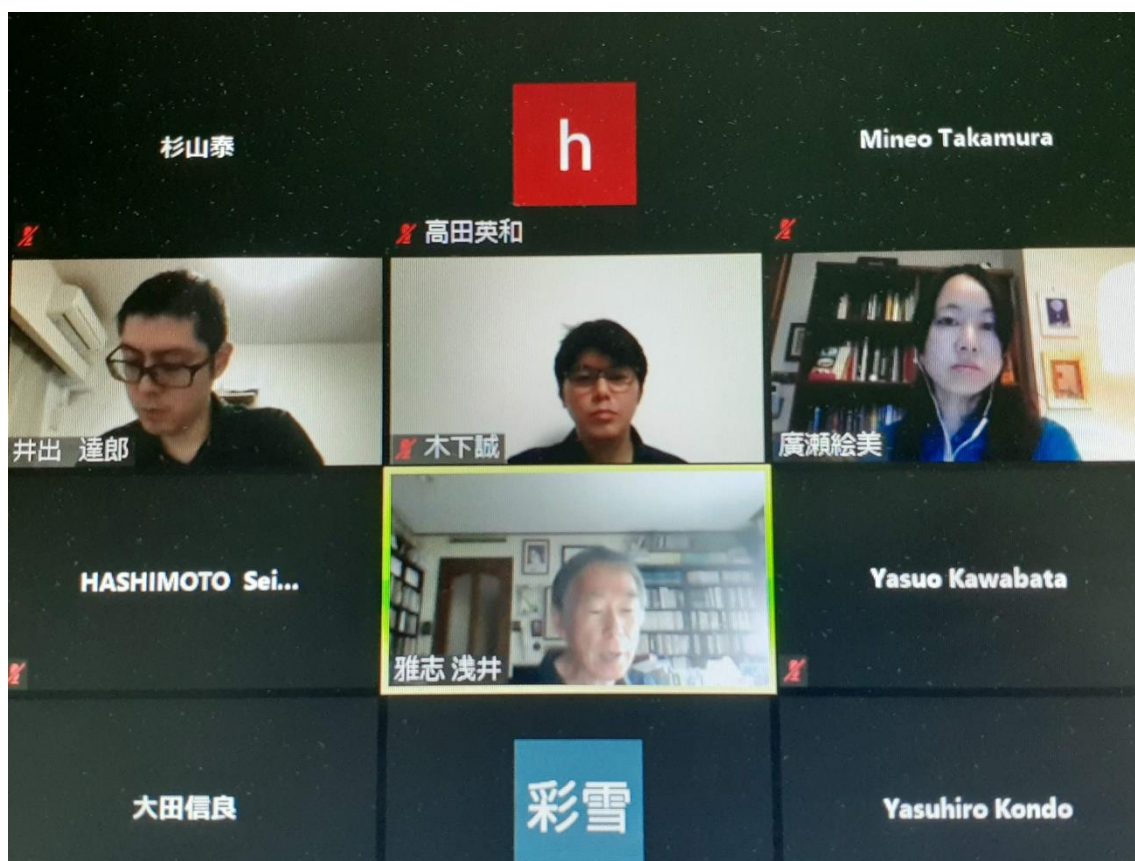 杉山泰
h
Mineo Takamura
高田英和
井出 達郎
木下誠
廣瀬絵美
HASHIMOTO Sei...
雅志 浅井
Yasuo Kawabata
大田信良
彩雪
Yasuhiro Kondo